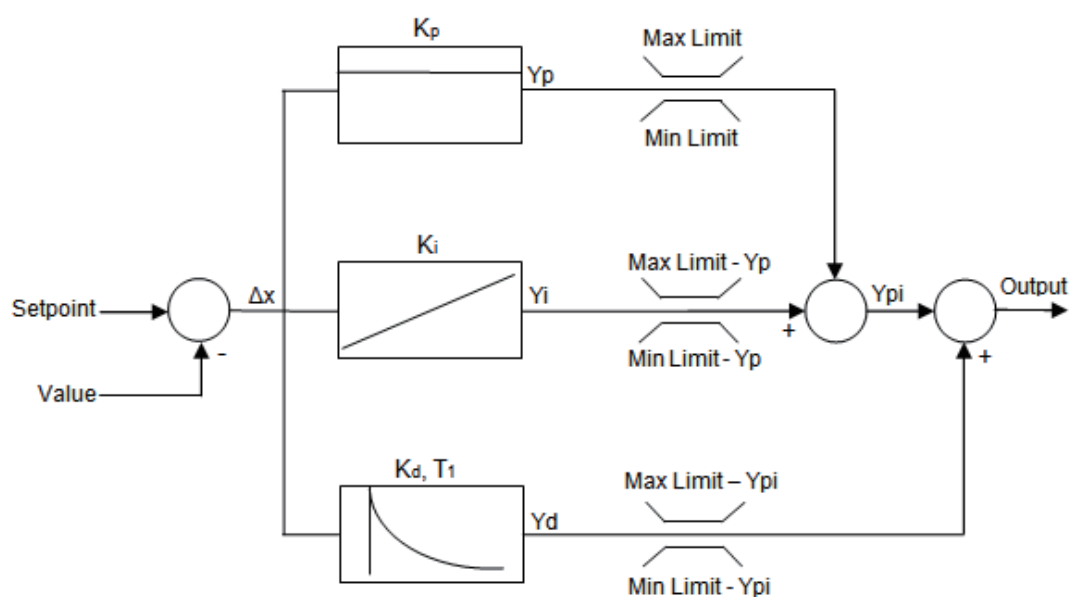 Kp
Yp
Max Limit
Min Limit
Setpoint
Value
-
Δx
Ki
Yi
Max Limit - Yp
Min Limit - Yp
+
Ypi
Output
+
Kd, T1
Yd
Max Limit – Ypi
Min Limit - Ypi